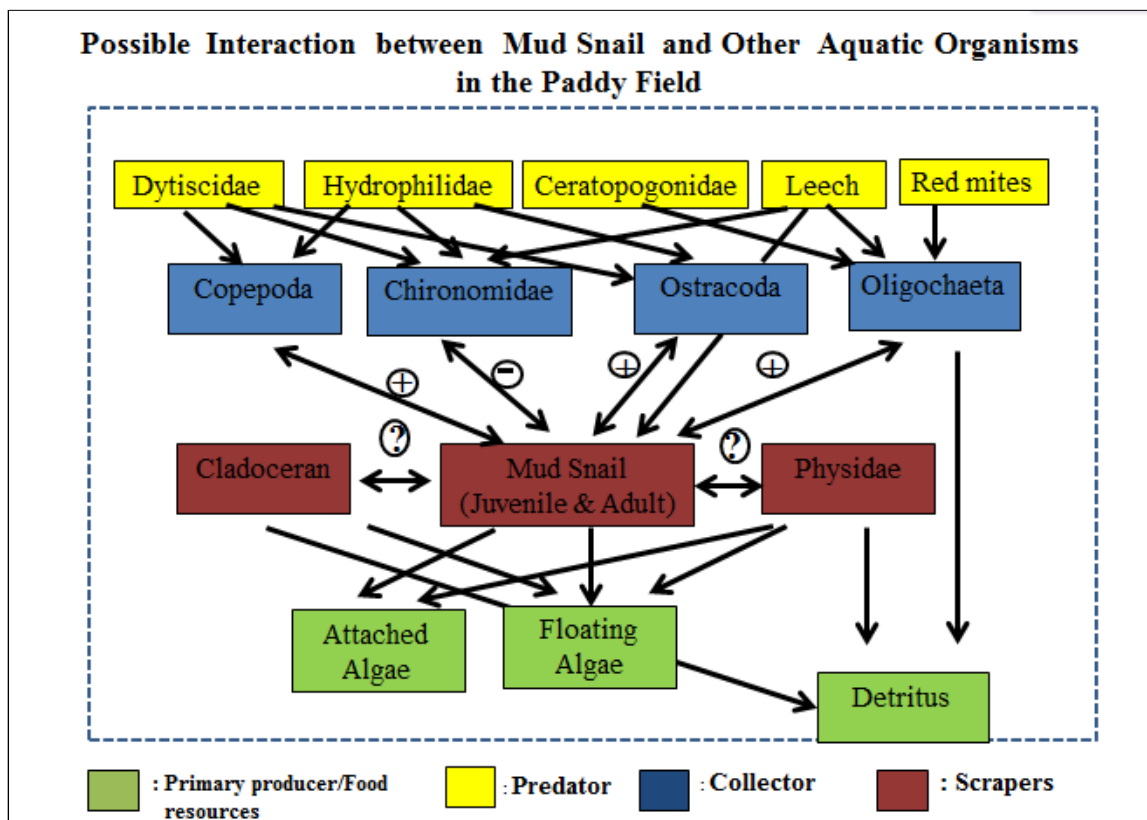 Possible Interaction between Mud Snail and Other Aquatic Organisms
in the Paddy Field
Dytiscidae
Hydrophilidae
Ceratopogonidae
Leech
Red mites
Copepoda
Chironomidae
Ostracoda
Oligochaeta
+
-
+
+
?
?
Cladoceran
Mud Snail
(Juvenile & Adult)
Physidae
Attached
Algae
Floating
Algae
Detritus
: Primary producer/Food
resources
: Predator
: Collector
: Scrapers